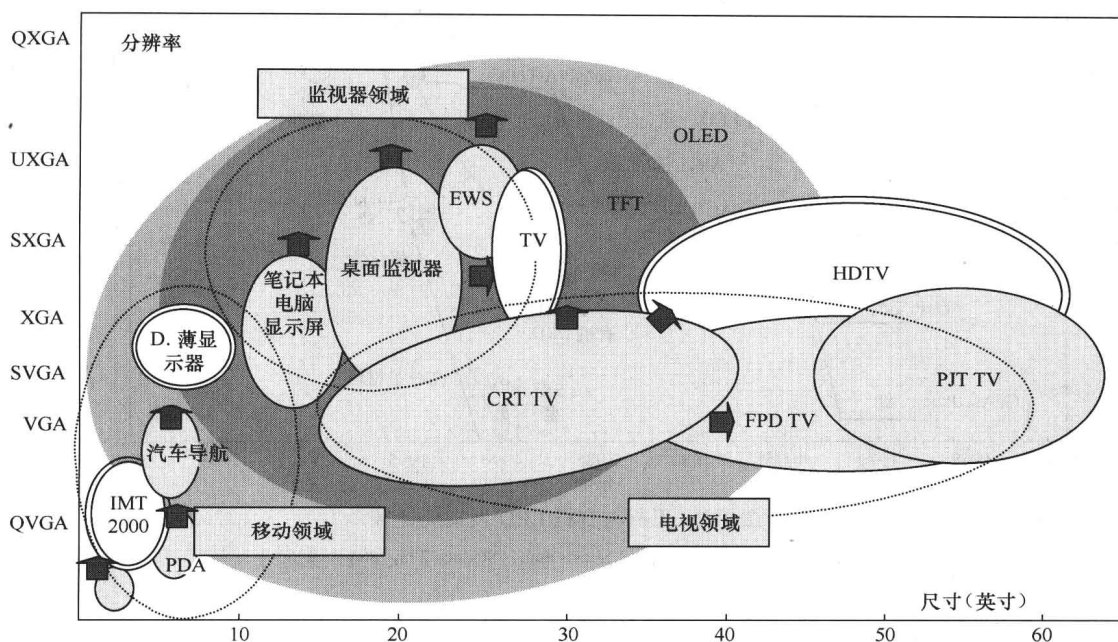 QXGA
分辨率
监视器领域
OLED
UXGA
EWS
TFT
SXGA
TV
桌面监视器
笔记本
电脑
显示屏
HDTV
XGA
D. 薄显
示器
SVGA
CRT TV
PJT TV
VGA
FPD TV
汽车导航
IMT
2000
QVGA
移动领域
电视领域
PDA
尺寸(英寸)
10
20
30
40
50
60